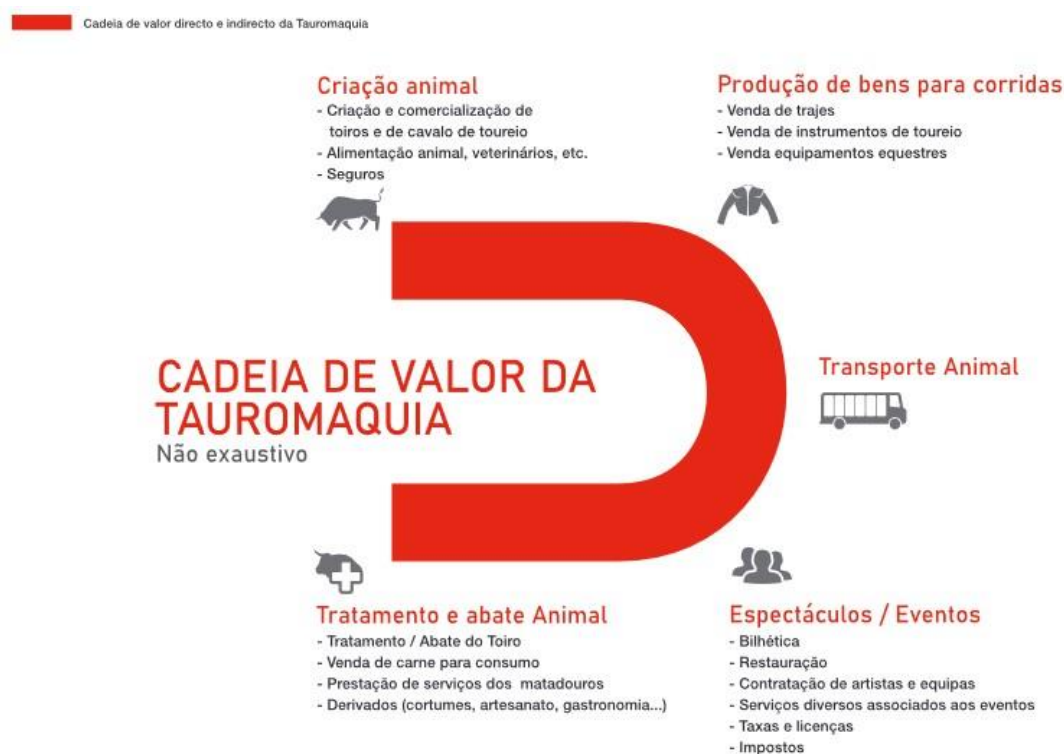 Cadeia de valor directo e indirecto da Tauromaquia
Criação animal
- Criação e comercialização de
toiros e de cavalo de toureio
- Alimentação animal, veterinários, etc.
- Seguros
Produção de bens para corridas
- Venda de trajes
- Venda de instrumentos de toureio
- Venda equipamentos equestres
CADEIA DE VALOR DA
TAUROMAQUIA
Não exaustivo
Transporte Animal
Tratamento e abate Animal
- Tratamento / Abate do Toiro
- Venda de carne para consumo
- Prestação de serviços dos matadouros
- Derivados (cortumes, artesanato, gastronomia...)
Espectáculos / Eventos
- Bilhética
- Restauração
- Contratação de artistas e equipas
- Serviços diversos associados aos eventos
- Taxas e licenças
- Impostos